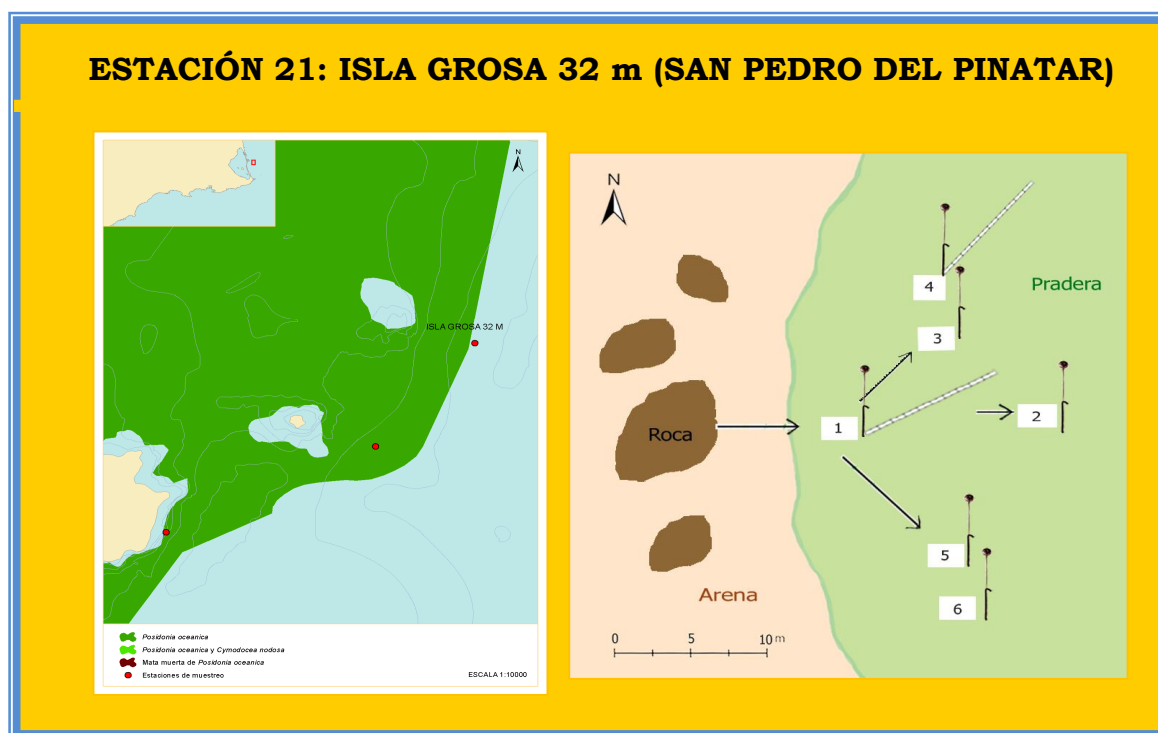 ESTACIÓN 21: ISLA GROSA 32 m (SAN PEDRO DEL PINATAR)
N
ISLA GROSA 32 M
Posidonia oceanica
Posidonia oceanica y Cymodocea nodosa
Mata muerta de Posidonia oceanica
Estaciones de muestreo
ESCALA 1:10000
N
4
Pradera
3
1
2
Roca
5
6
Arena
0 5 10 m